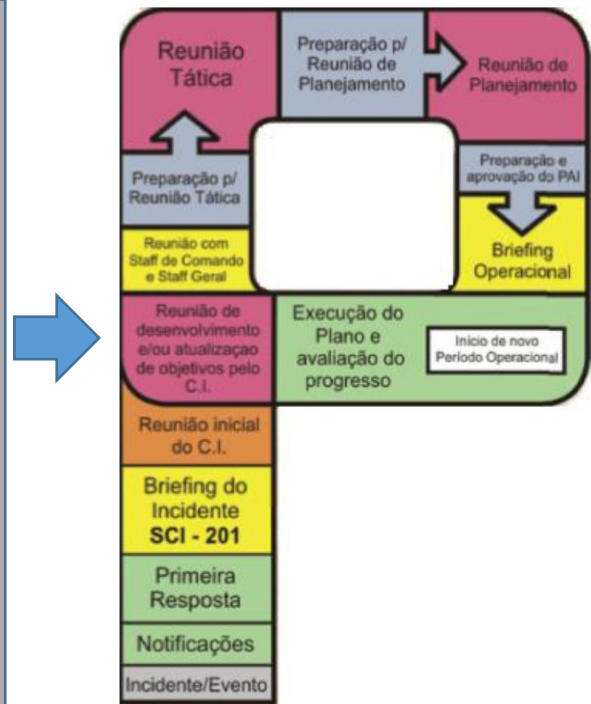 Reunião
Tática
Preparação p/
Reunião de
Planejamento
Reunião de
Planejamento
Preparação p/
Reunião Tática
Preparação e
aprovação do PAI
Reunião com
Staff de Comando
e Staff Geral
Briefing
Operacional
Reunião de
desenvolvimento
e/ou atualizaçao
de objetivos pelo
C.I.
Execução do
Plano e
avaliação do
progresso
Início de novo
Período Operacional
Reunião inicial
do C.I.
Briefing do
Incidente
SCI - 201
Primeira
Resposta
Notificações
Incidente/Evento